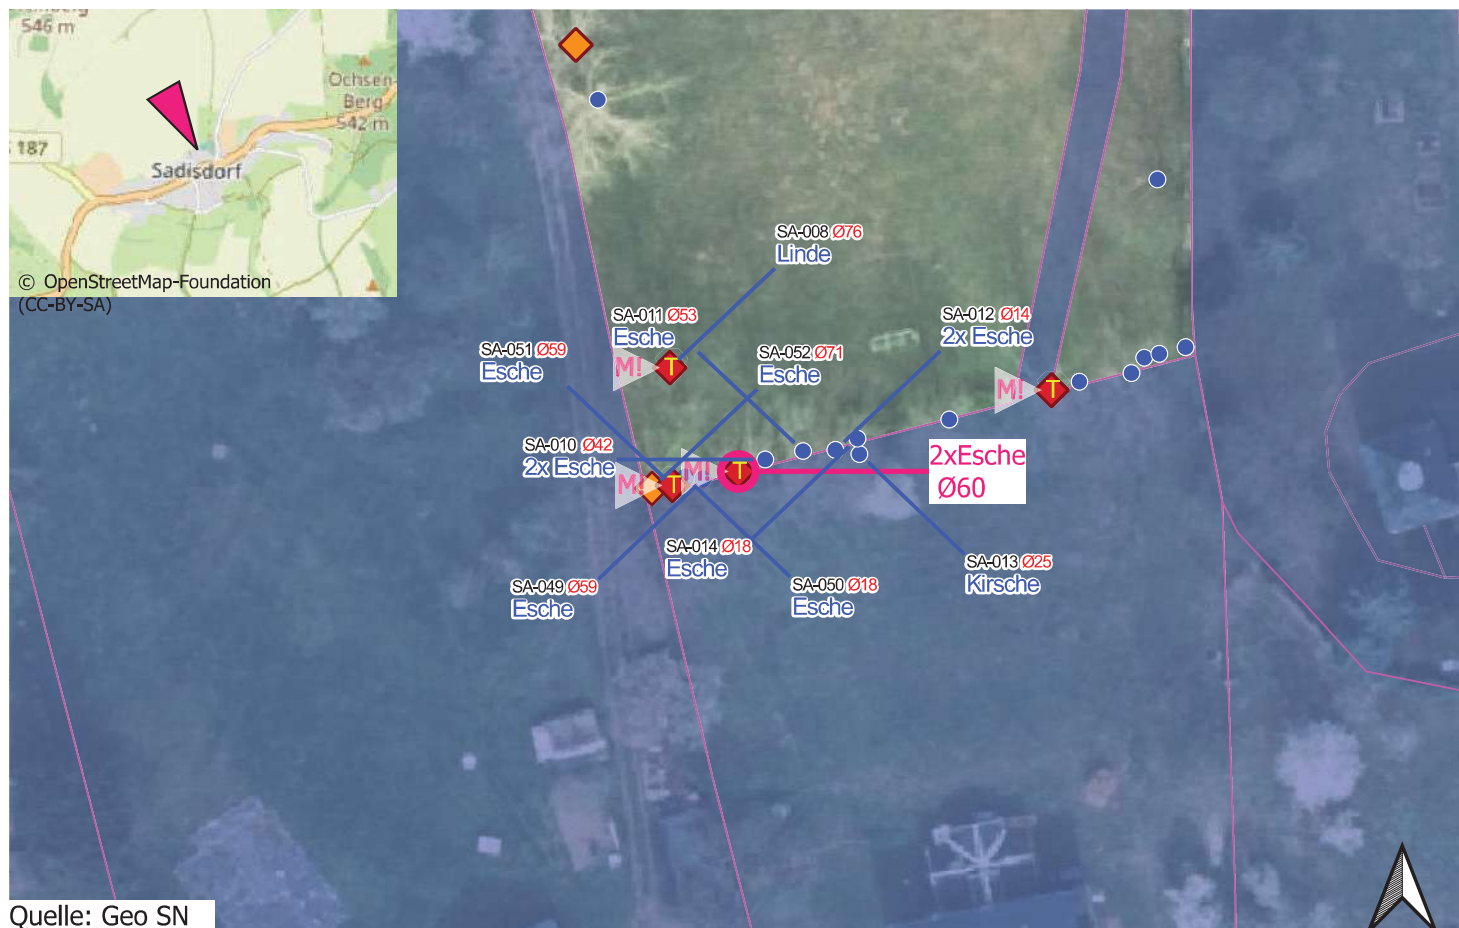 546 m
Ochsen-
Berg
542 m
187
Sadisdorf
© OpenStreetMap-Foundation
(CC-BY-SA)
SA-008 Ø76
Linde
SA-011 Ø53
Esche
SA-012 Ø14
2x Esche
SA-051 Ø59
Esche
SA-052 Ø71
Esche
M! T
M! T
SA-010 Ø42
2x Esche
2xEsche
Ø60
M! T
M! T
SA-014 Ø18
Esche
SA-013 Ø25
Kirsche
SA-049 Ø59
Esche
SA-050 Ø18
Esche
Quelle: Geo SN